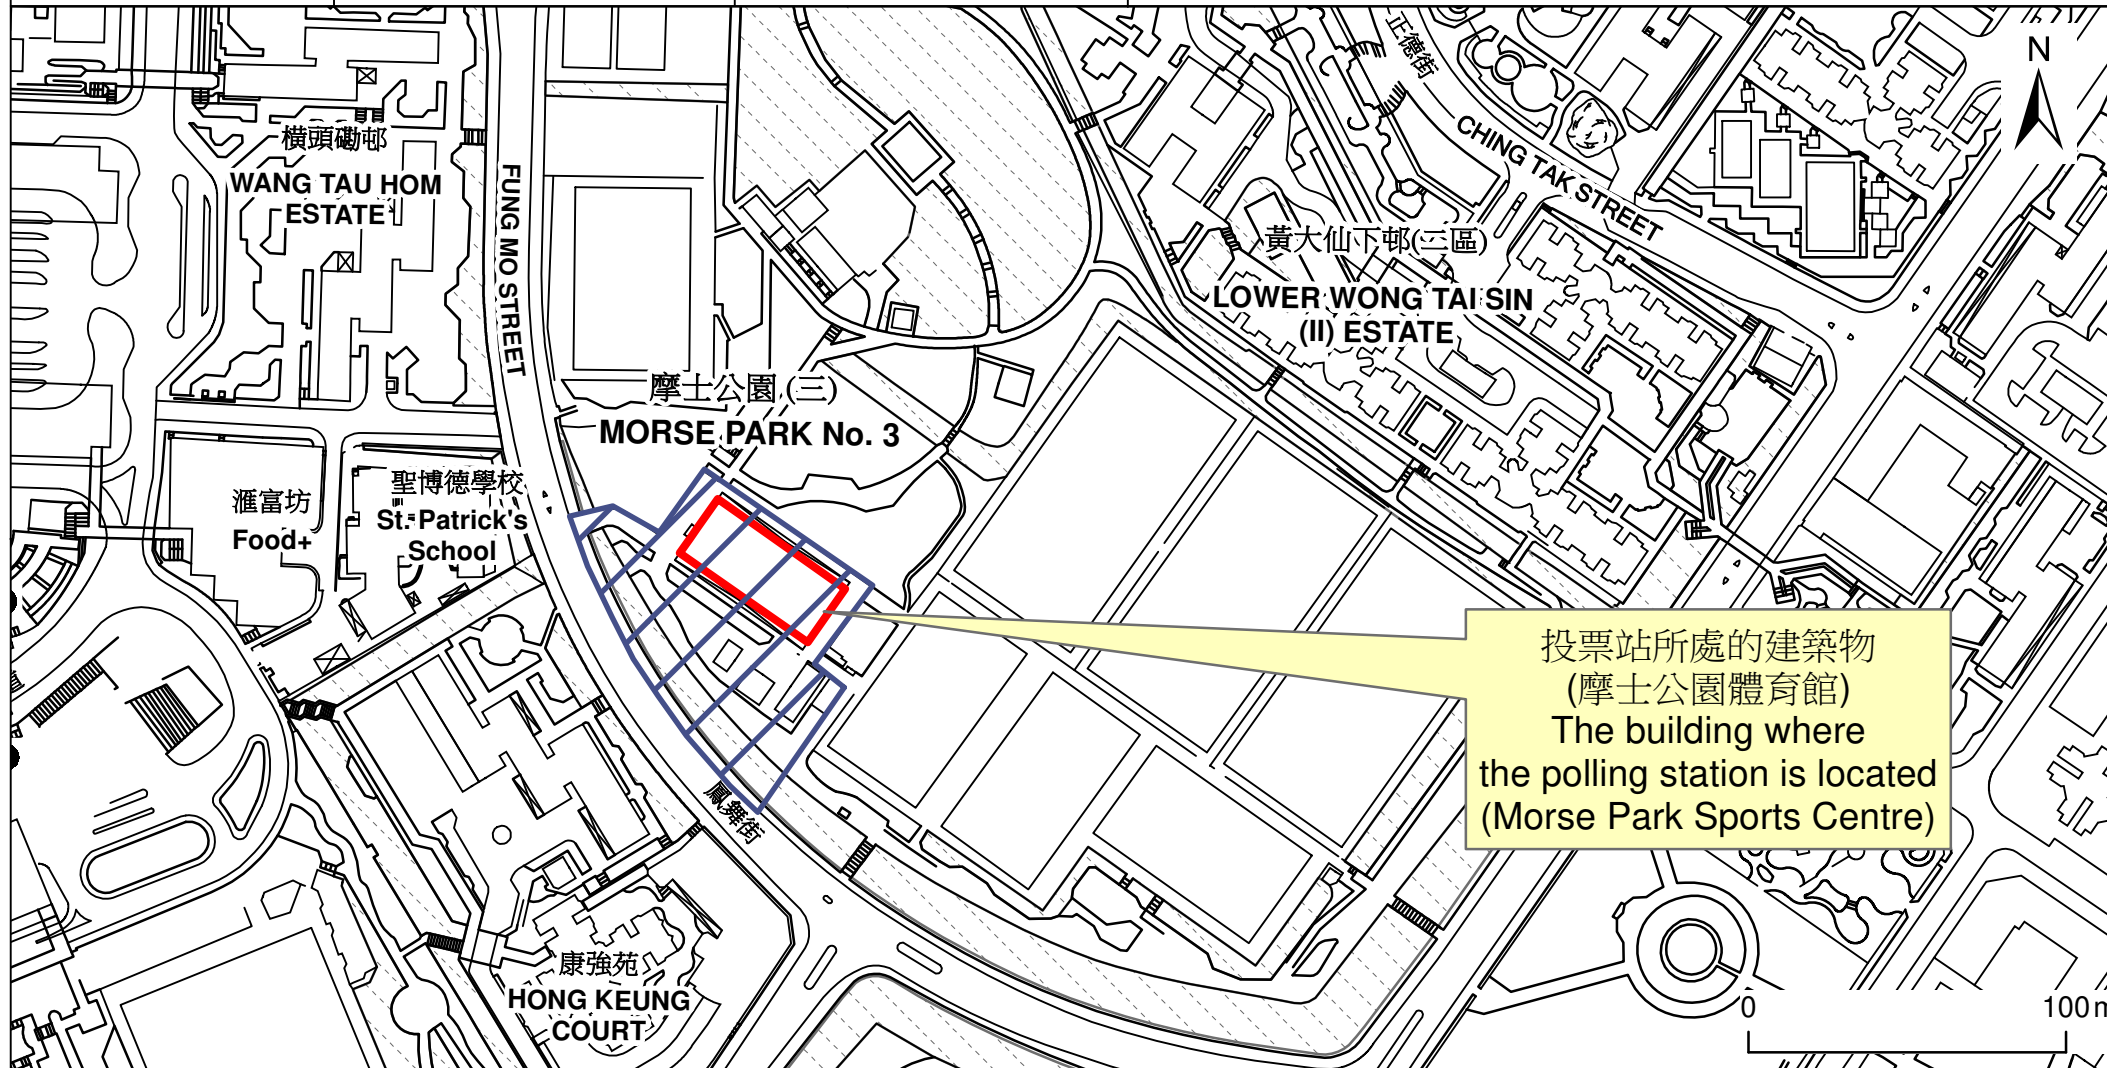 正德街
N
CHING TAK STREET
橫頭磡邨
WANG TAU HOM
ESTATE
FUNG MO STREET
黃大仙下邨(二區)
LOWER WONG TAI SIN
(II) ESTATE
摩士公園 (三)
MORSE PARK No. 3
滙富坊
Food+
聖博德學校
St. Patrick's
School
投票站所處的建築物
(摩士公園體育館)
The building where
the polling station is located
(Morse Park Sports Centre)
鳳舞街
康強苑
HONG KEUNG
COURT
0 100m